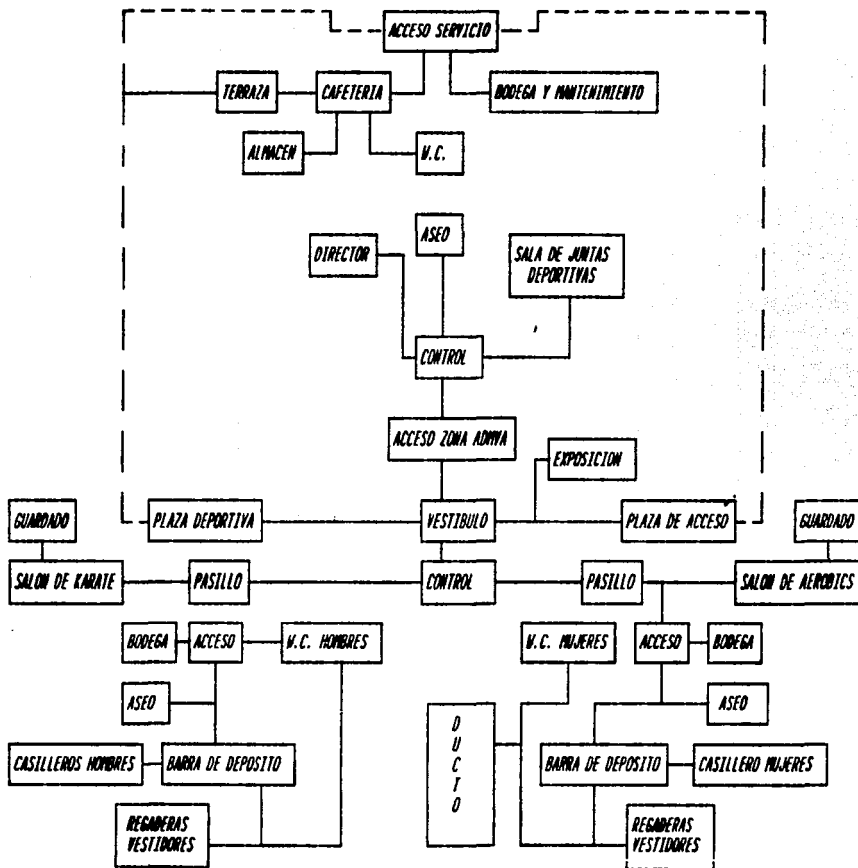 ACCESO SERVICIO
TERRAZA
CAFETERIA
BODEGA Y MANTENIMIENTO
ALMACEN
W.C.
ASEO
DIRECTOR
SALA DE JUNTAS
DEPORTIVAS
CONTROL
ACCESO ZONA ADMVA
EXPOSICION
GUARDADO
PLAZA DEPORTIVA
VESTIBULO
PLAZA DE ACCESO
GUARDADO
SALON DE KARATE
PASILLO
CONTROL
PASILLO
SALON DE AEROBICS
BODEGA
ACCESO
W.C. HOMBRES
W.C. MUJERES
ACCESO
BODEGA
ASEO
ASEO
DUCTO
CASILLEROS HOMBRES
BARRA DE DEPOSITO
BARRA DE DEPOSITO
CASILLERO MUJERES
REGADERAS
VESTIDORES
REGADERAS
VESTIDORES